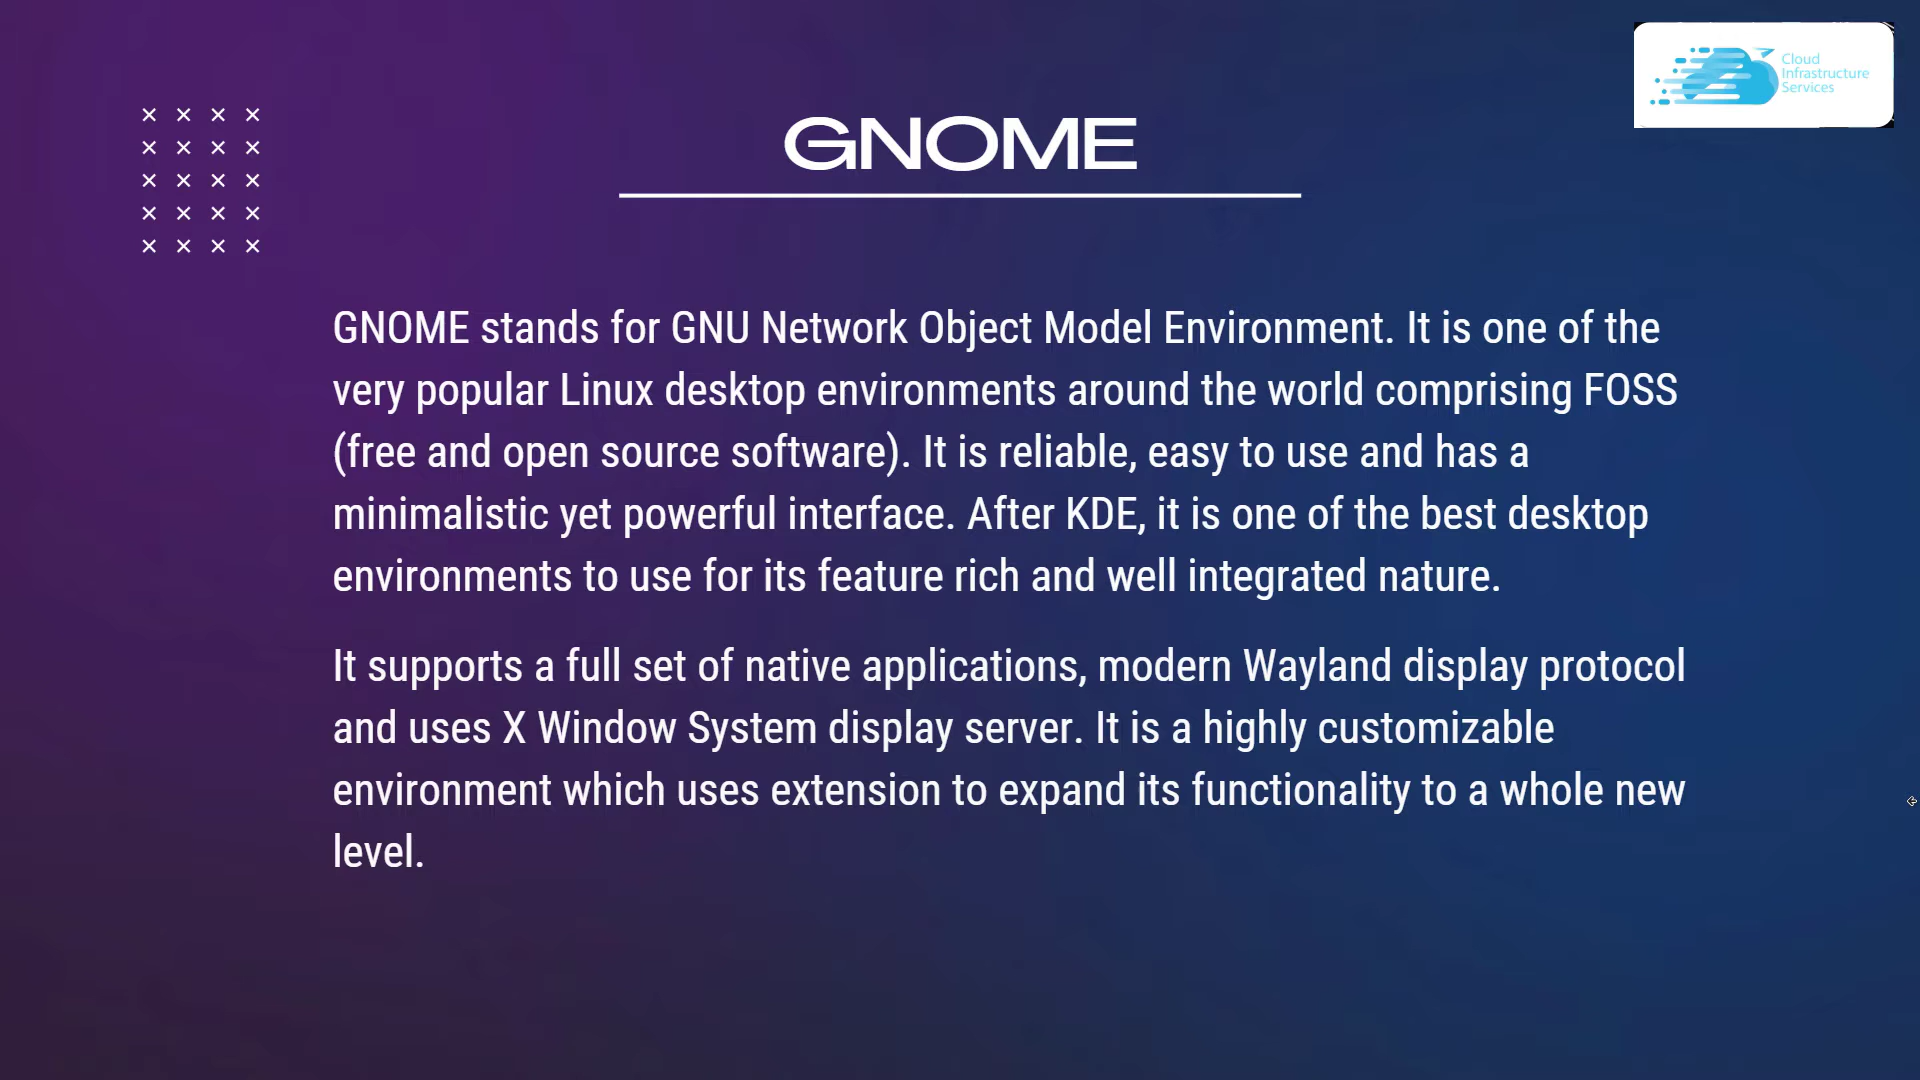 Cloud
Infrastructure
Services
GNOME
GNOME stands for GNU Network Object Model Environment. It is one of the
very popular Linux desktop environments around the world comprising FOSS
(free and open source software). It is reliable, easy to use and has a
minimalistic yet powerful interface. After KDE, it is one of the best desktop
environments to use for its feature rich and well integrated nature.
It supports a full set of native applications, modern Wayland display protocol
and uses X Window System display server. It is a highly customizable
environment which uses extension to expand its functionality to a whole new
level.